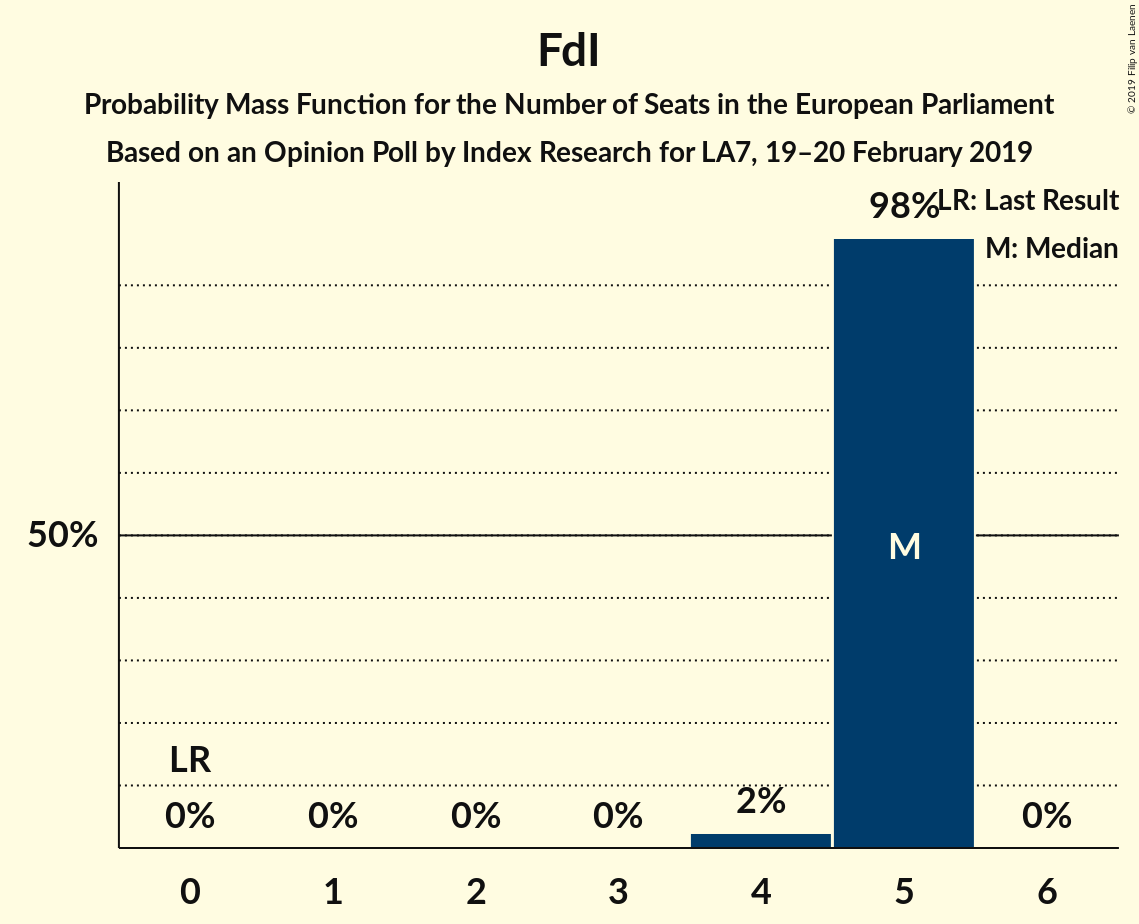 FdI
Probability Mass Function for the Number of Seats in the European Parliament
Based on an Opinion Poll by Index Research for LA7, 19–20 February 2019
© 2019 Filip van Laenen
LR: Last Result
M: Median
98%
50%
M
LR
0%
0%
0%
0%
2%
0%
0
1
2
3
4
5
6